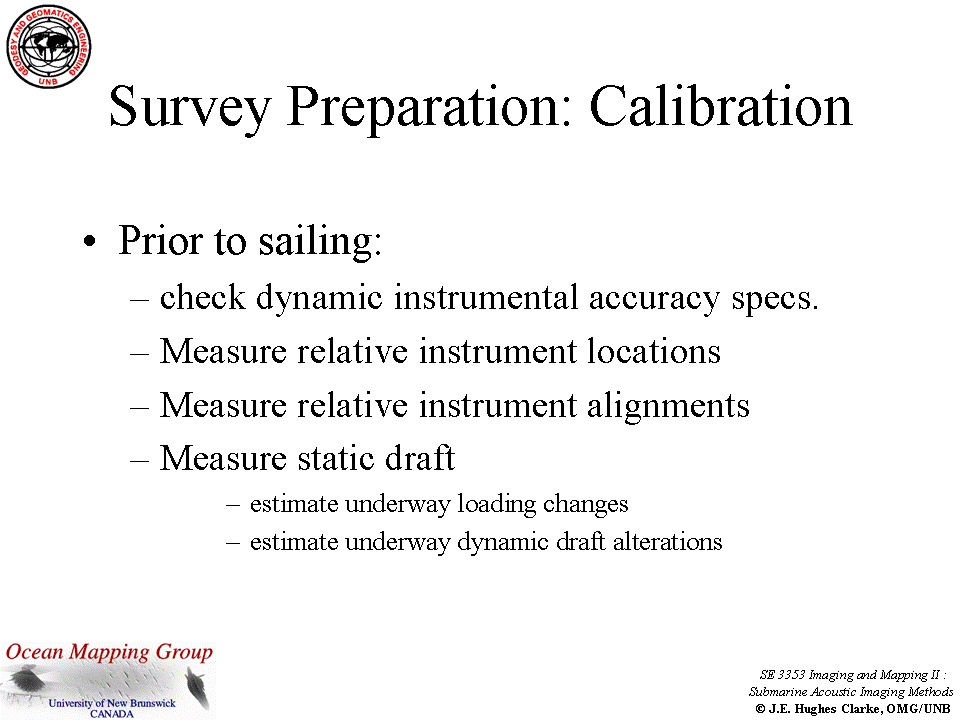 GEODESY AND GEOMATICS ENGINEERING
UNB
Survey Preparation: Calibration
• Prior to sailing:
– check dynamic instrumental accuracy specs.
– Measure relative instrument locations
– Measure relative instrument alignments
– Measure static draft
– estimate underway loading changes
– estimate underway dynamic draft alterations
Ocean Mapping Group
University of New Brunswick
CANADA
SE 3353 Imaging and Mapping II :
Submarine Acoustic Imaging Methods
© J.E. Hughes Clarke, OMG/UNB